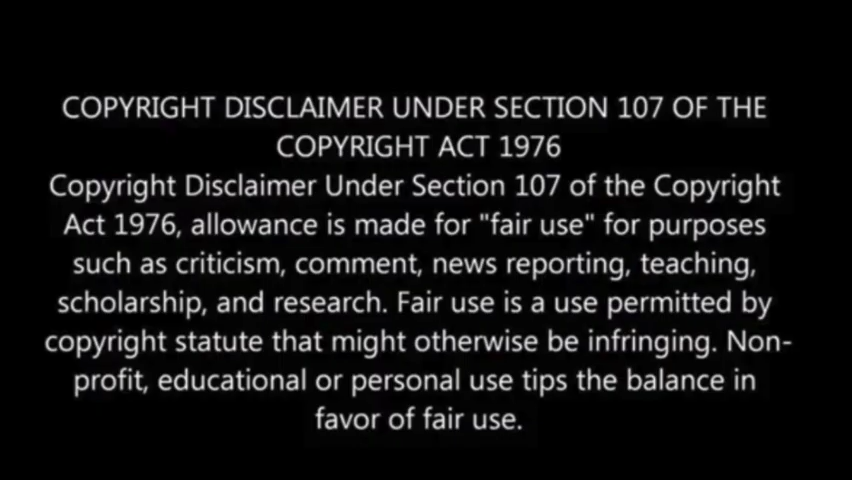 COPYRIGHT DISCLAIMER UNDER SECTION 107 OF THE
COPYRIGHT ACT 1976
Copyright Disclaimer Under Section 107 of the Copyright
Act 1976, allowance is made for "fair use" for purposes
such as criticism, comment, news reporting, teaching,
scholarship, and research. Fair use is a use permitted by
copyright statute that might otherwise be infringing. Non-
profit, educational or personal use tips the balance in
favor of fair use.